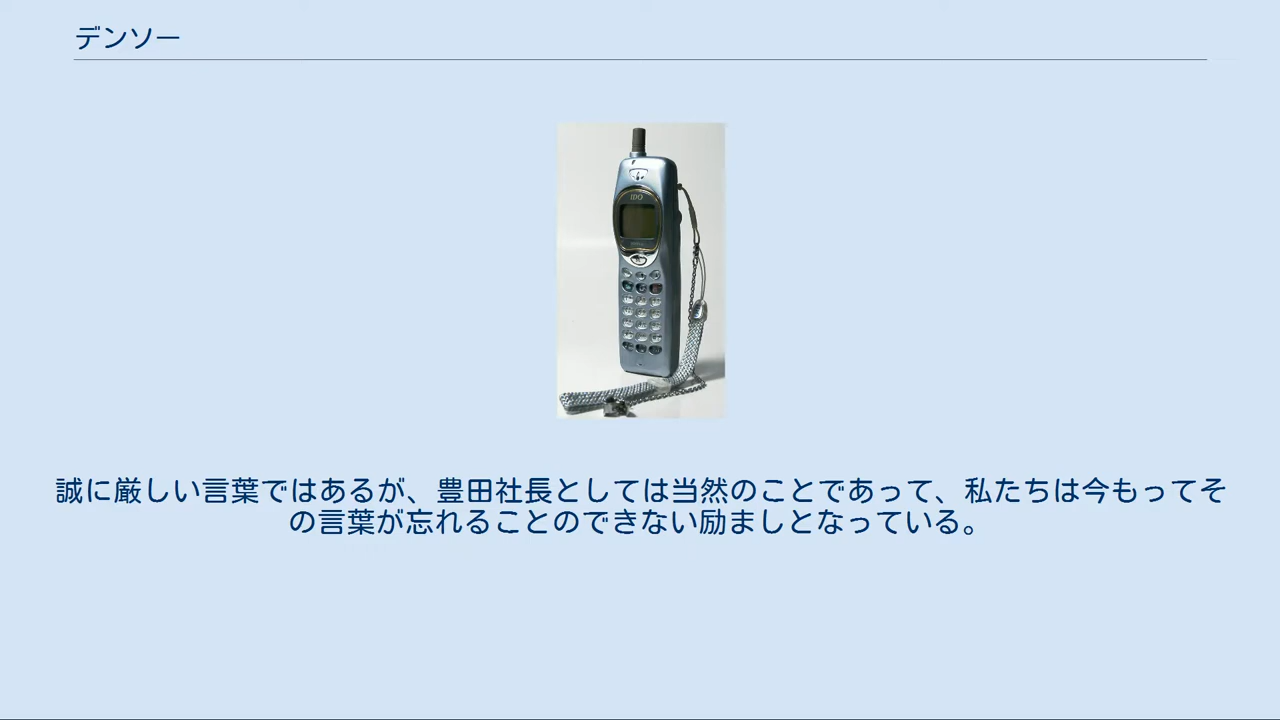 デンソー
IDO
誠に厳しい言葉ではあるが、豊田社長としては当然のことであって、私たちは今もってそ
の言葉が忘れることのできない励ましとなっている。